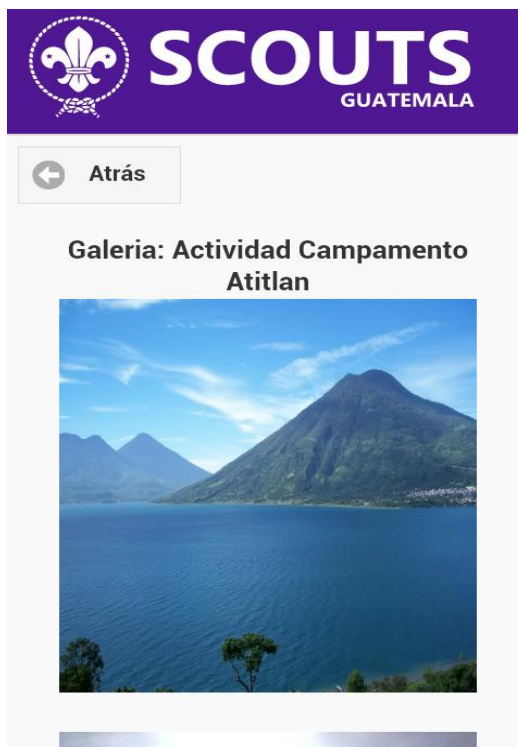 SCOUTS
GUATEMALA
Atrás
Galeria: Actividad Campamento
Atitlan